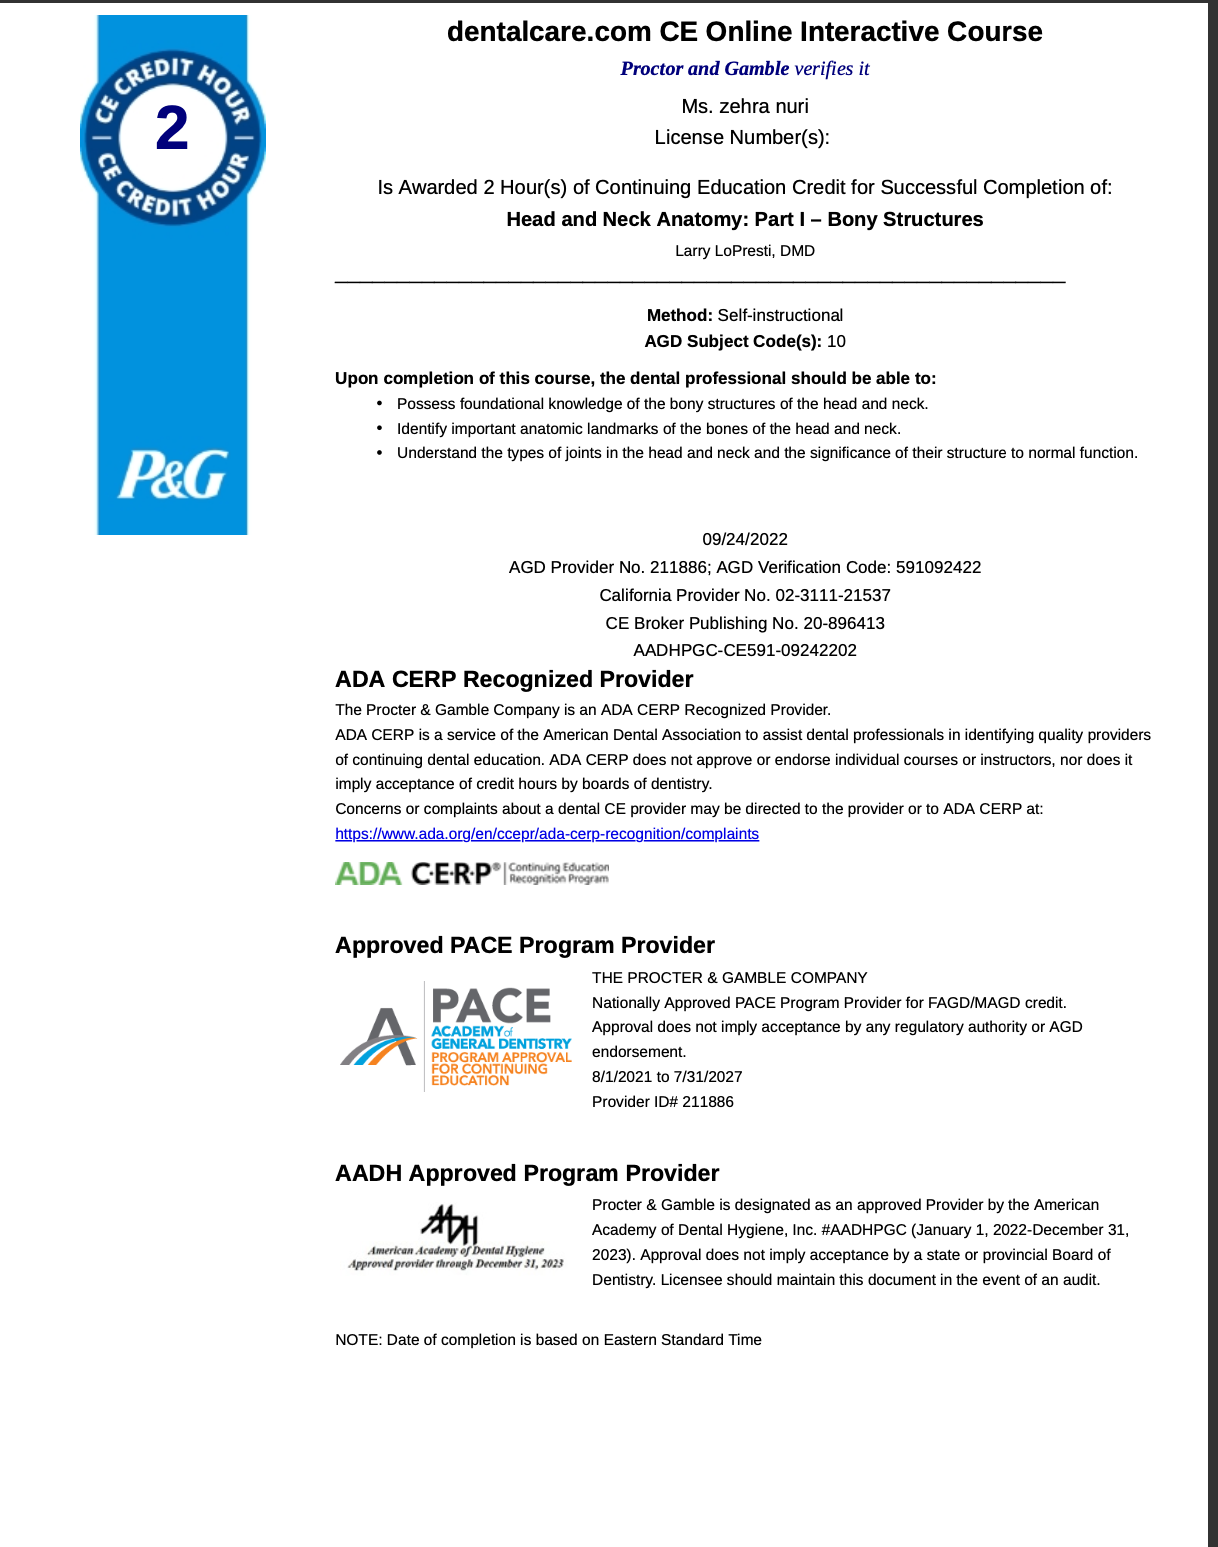 CE CREDIT HOUR
2
CE CREDIT HOUR
P&G
dentalcare.com CE Online Interactive Course
Proctor and Gamble verifies it
Ms. zehra nuri
License Number(s):
Is Awarded 2 Hour(s) of Continuing Education Credit for Successful Completion of:
Head and Neck Anatomy: Part I – Bony Structures
Larry LoPresti, DMD
Method: Self-instructional
AGD Subject Code(s): 10
Upon completion of this course, the dental professional should be able to:
• Possess foundational knowledge of the bony structures of the head and neck.
• Identify important anatomic landmarks of the bones of the head and neck.
• Understand the types of joints in the head and neck and the significance of their structure to normal function.
09/24/2022
AGD Provider No. 211886; AGD Verification Code: 591092422
California Provider No. 02-3111-21537
CE Broker Publishing No. 20-896413
AADHPGC-CE591-09242202
ADA CERP Recognized Provider
The Procter & Gamble Company is an ADA CERP Recognized Provider.
ADA CERP is a service of the American Dental Association to assist dental professionals in identifying quality providers
of continuing dental education. ADA CERP does not approve or endorse individual courses or instructors, nor does it
imply acceptance of credit hours by boards of dentistry.
Concerns or complaints about a dental CE provider may be directed to the provider or to ADA CERP at:
https://www.ada.org/en/ccepr/ada-cerp-recognition/complaints
ADA C·E·R·P® | Continuing Education
Recognition Program
Approved PACE Program Provider
PACE
ACADEMY of
GENERAL DENTISTRY
PROGRAM APPROVAL
FOR CONTINUING
EDUCATION
THE PROCTER & GAMBLE COMPANY
Nationally Approved PACE Program Provider for FAGD/MAGD credit.
Approval does not imply acceptance by any regulatory authority or AGD
endorsement.
8/1/2021 to 7/31/2027
Provider ID# 211886
AADH Approved Program Provider
AADH
American Academy of Dental Hygiene
Approved provider through December 31, 2023
Procter & Gamble is designated as an approved Provider by the American
Academy of Dental Hygiene, Inc. #AADHPGC (January 1, 2022-December 31,
2023). Approval does not imply acceptance by a state or provincial Board of
Dentistry. Licensee should maintain this document in the event of an audit.
NOTE: Date of completion is based on Eastern Standard Time